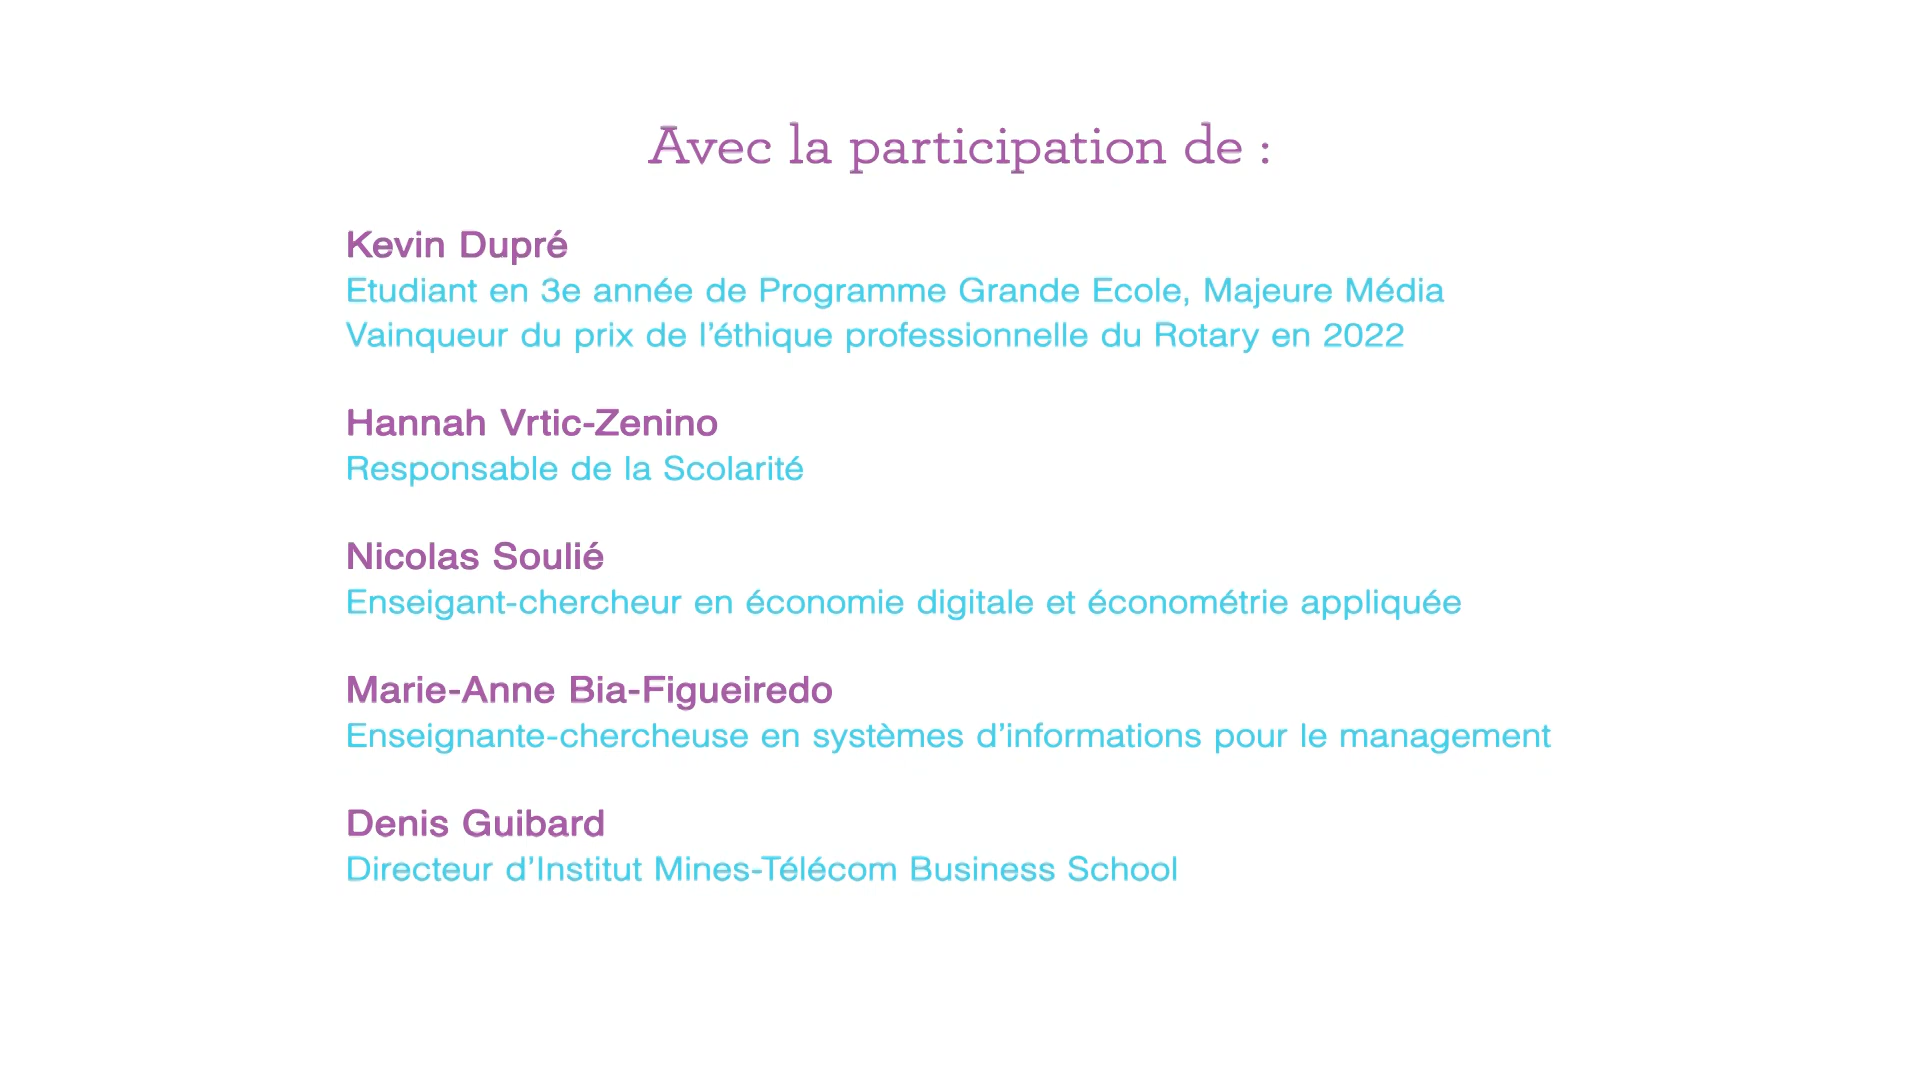 Avec la participation de :
Kevin Dupré
Etudiant en 3e année de Programme Grande Ecole, Majeure Média
Vainqueur du prix de l’éthique professionnelle du Rotary en 2022
Hannah Vrtic-Zenino
Responsable de la Scolarité
Nicolas Soulié
Enseigant-chercheur en économie digitale et économétrie appliquée
Marie-Anne Bia-Figueiredo
Enseignante-chercheuse en systèmes d’informations pour le management
Denis Guibard
Directeur d’Institut Mines-Télécom Business School